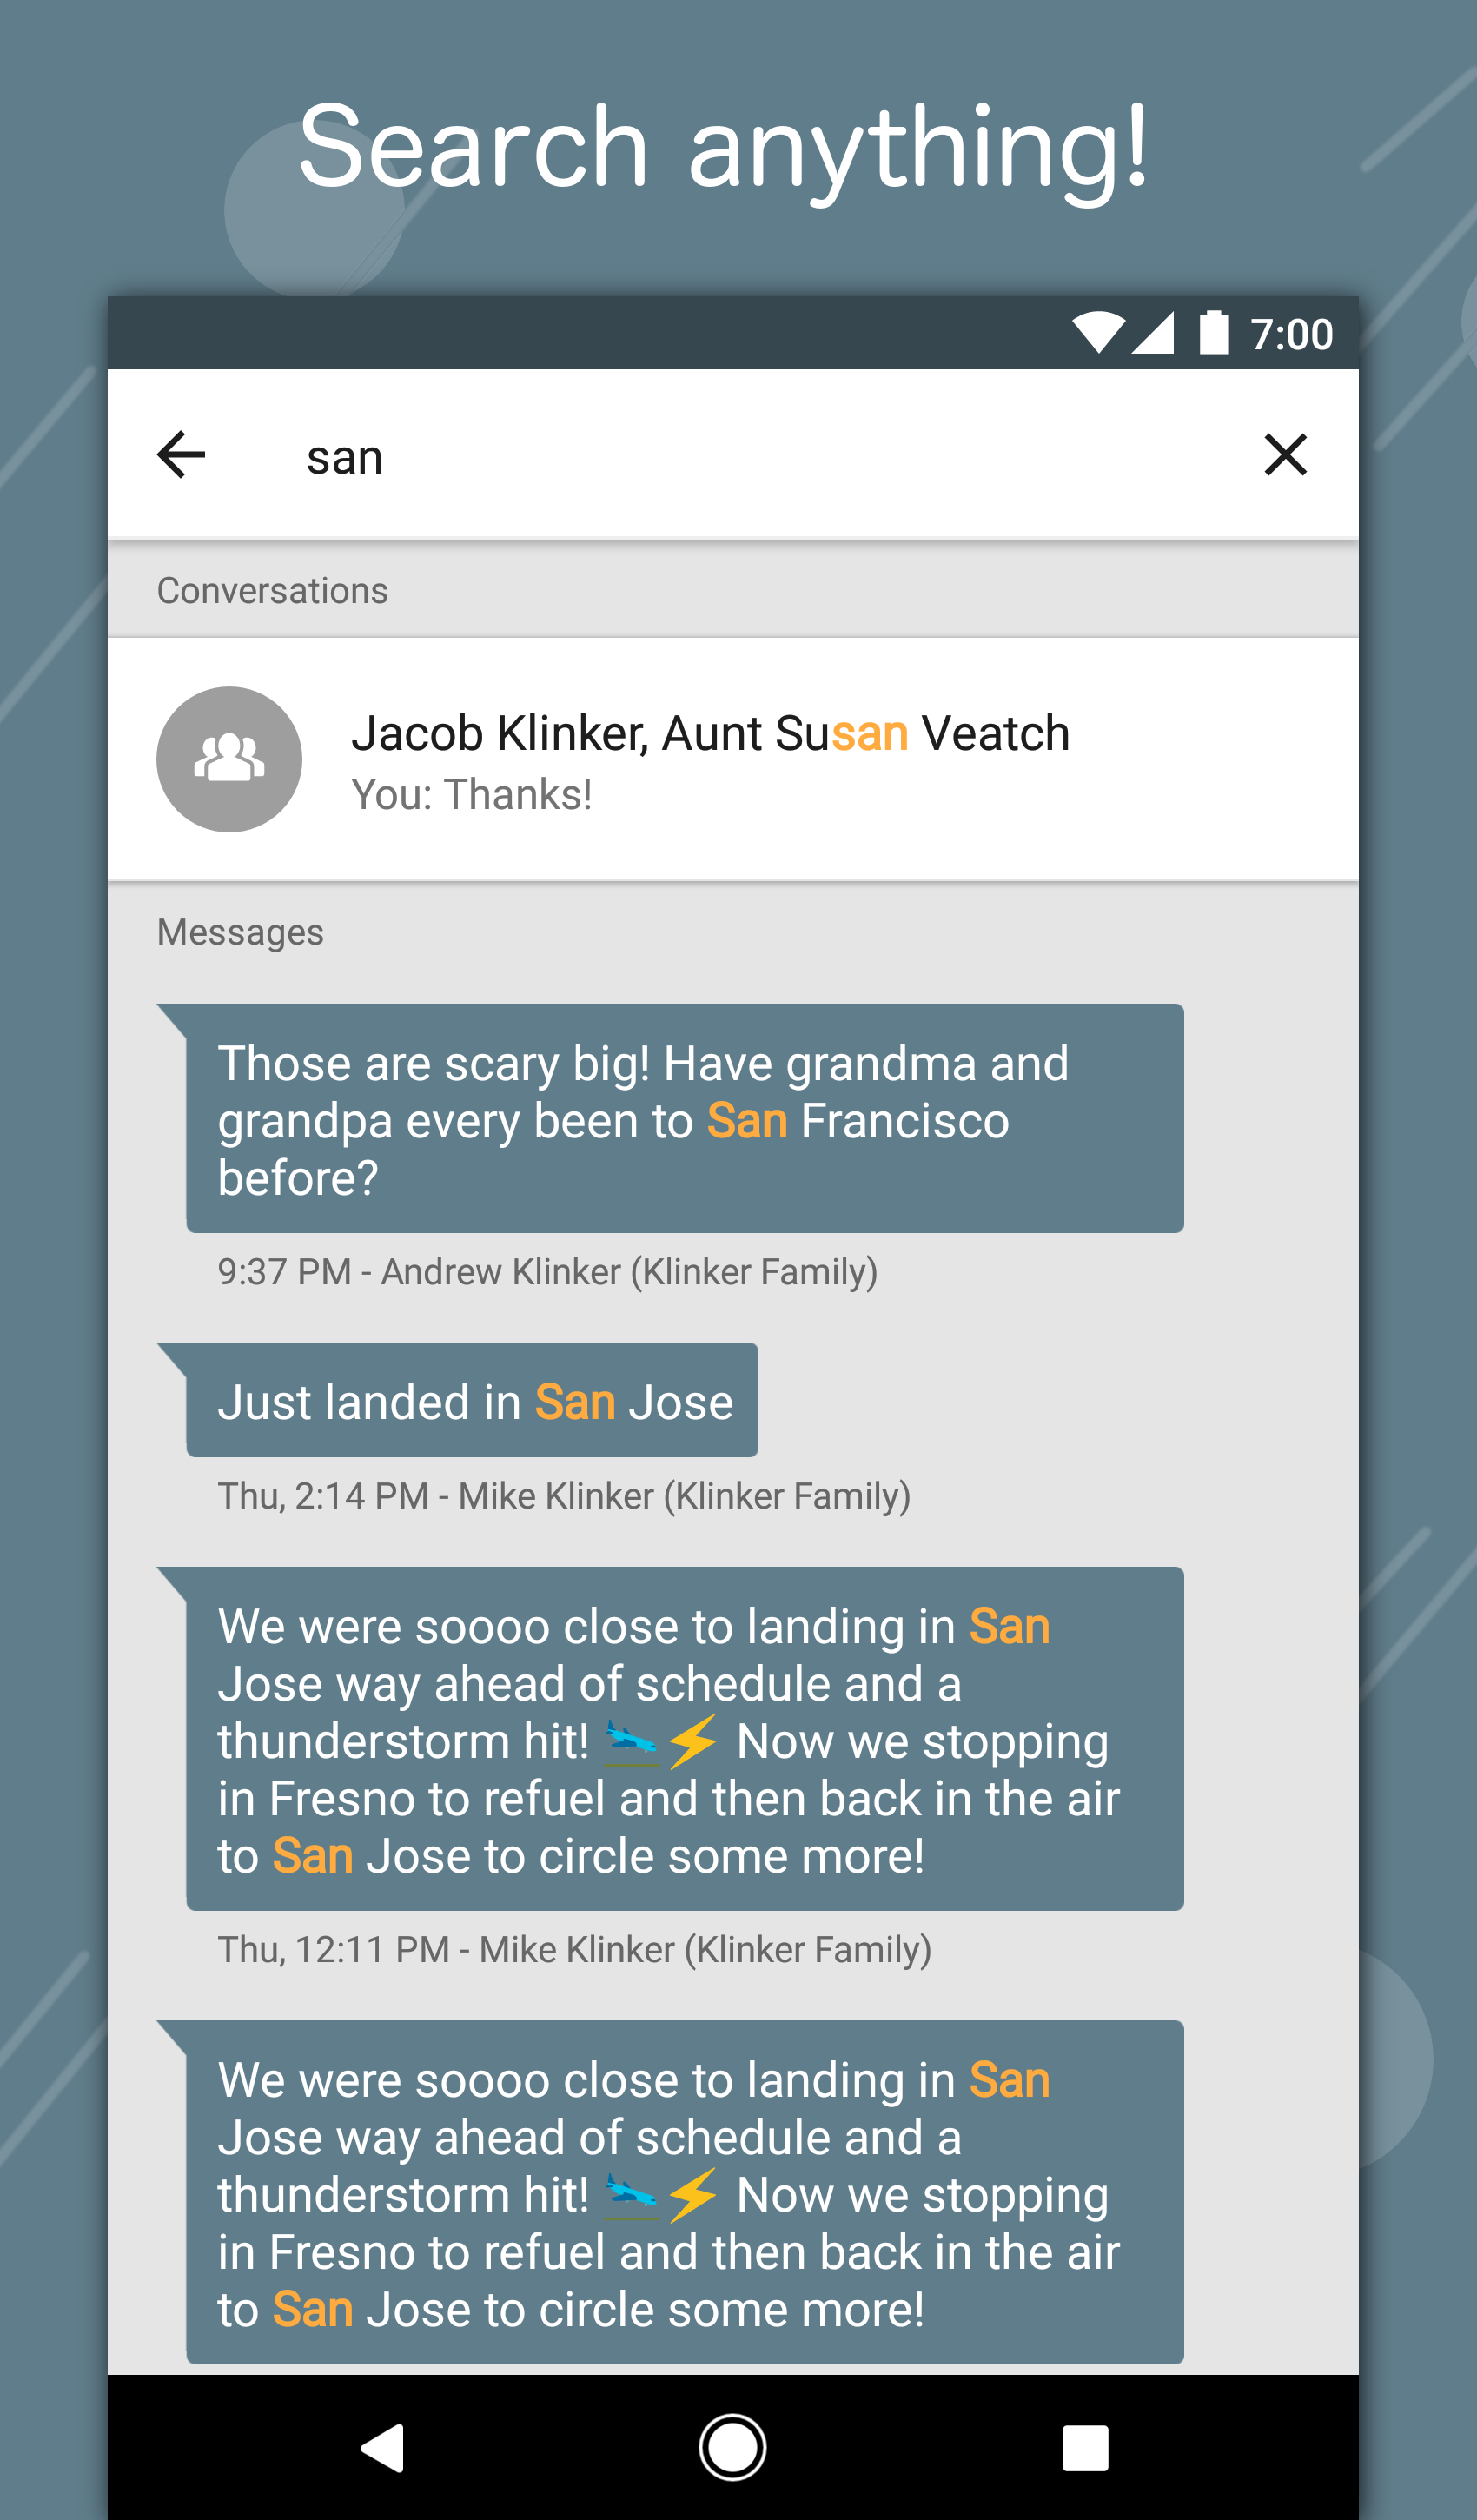 Search anything!
7:00
san
Conversations
Jacob Klinker, Aunt Susan Veatch
You: Thanks!
Messages
Those are scary big! Have grandma and
grandpa every been to San Francisco
before?
9:37 PM - Andrew Klinker (Klinker Family)
Just landed in San Jose
Thu, 2:14 PM - Mike Klinker (Klinker Family)
We were soooo close to landing in San
Jose way ahead of schedule and a
thunderstorm hit! 🛬⚡ Now we stopping
in Fresno to refuel and then back in the air
to San Jose to circle some more!
Thu, 12:11 PM - Mike Klinker (Klinker Family)
We were soooo close to landing in San
Jose way ahead of schedule and a
thunderstorm hit! 🛬⚡ Now we stopping
in Fresno to refuel and then back in the air
to San Jose to circle some more!